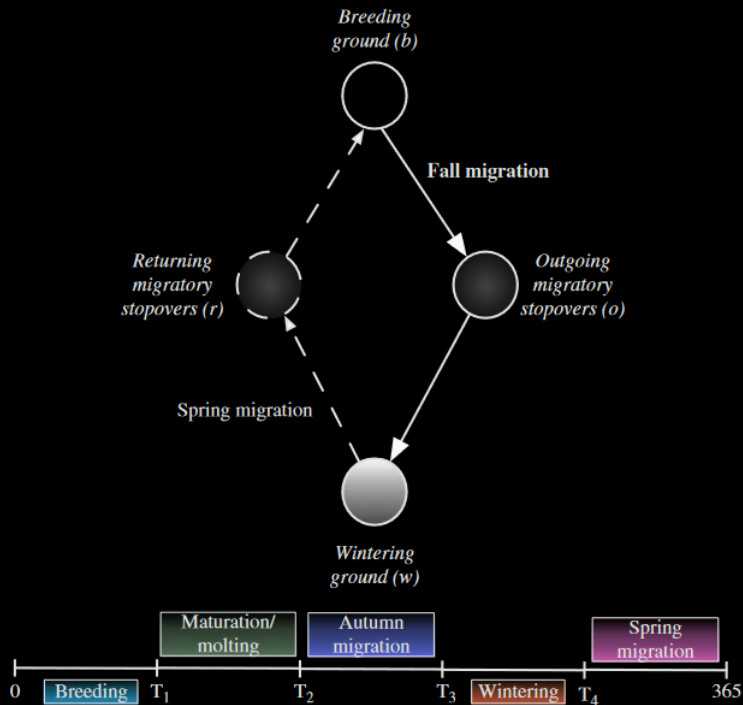 Breeding
ground (b)
Fall migration
Returning
migratory
stopovers (r)
Outgoing
migratory
stopovers (o)
Spring migration
Wintering
ground (w)
Maturation/
molting
Autumn
migration
Spring
migration
0
Breeding
T1
T2
T3
Wintering
T4
365